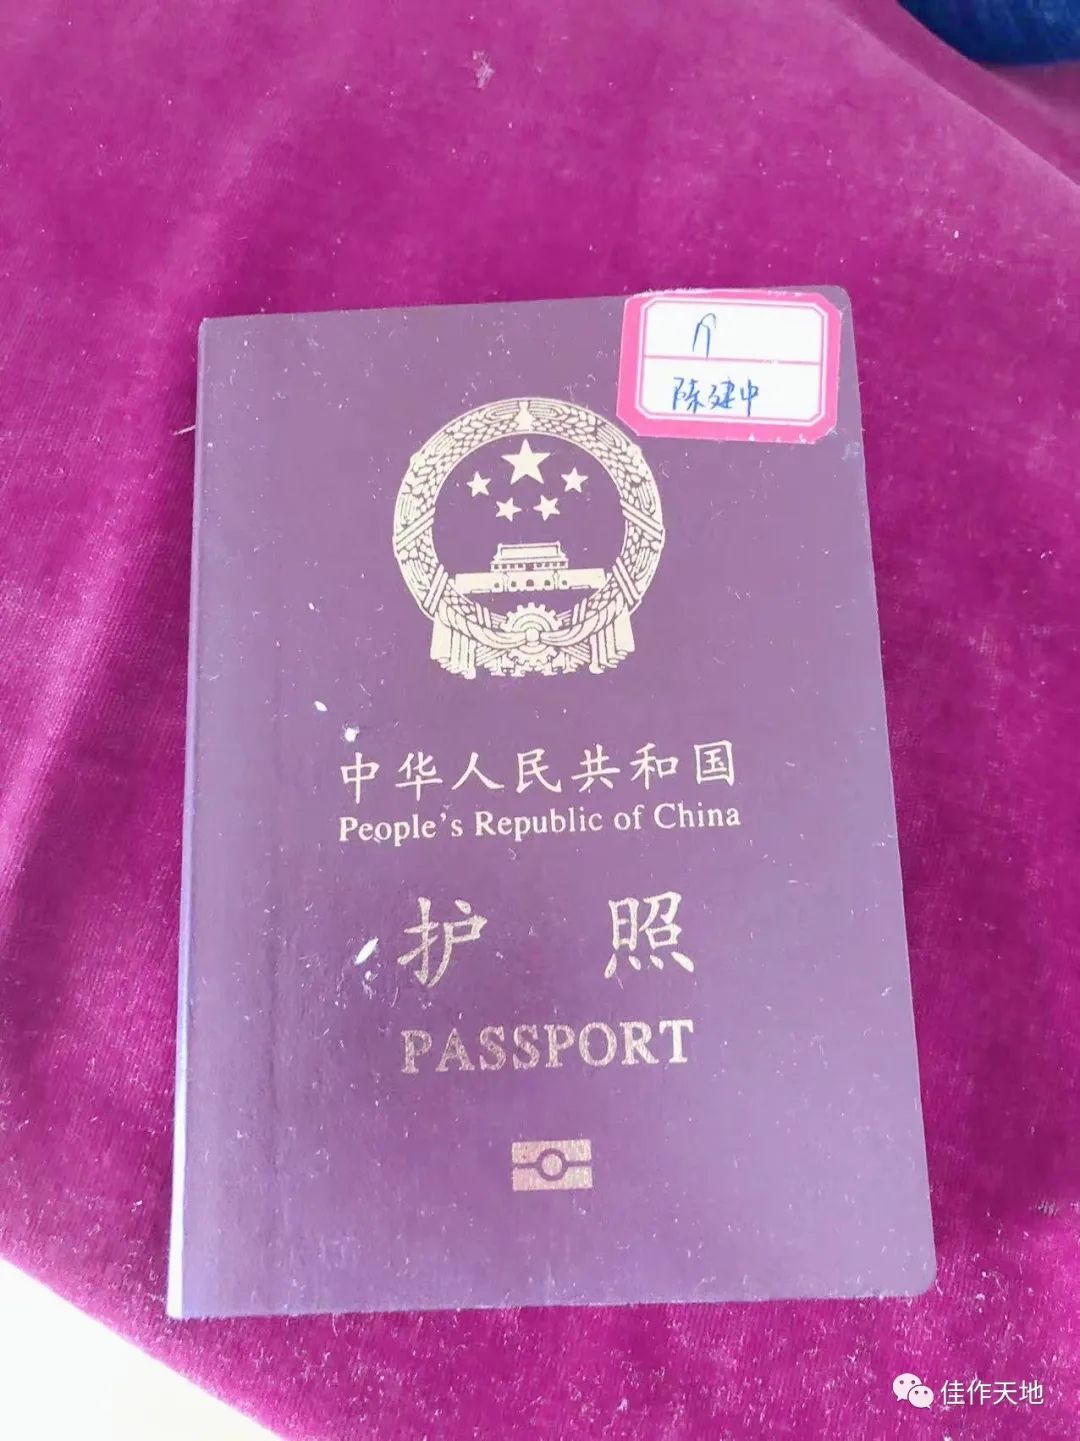 陈建中
中华人民共和国
People's Republic of China
护照
PASSPORT
佳作天地